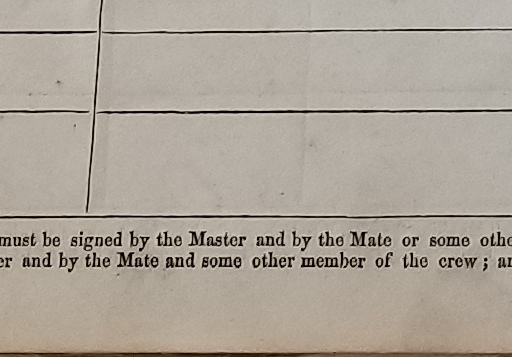 must be signed by the Master and by the Mate or some othe
er and by the Mate and some other member of the crew ; an